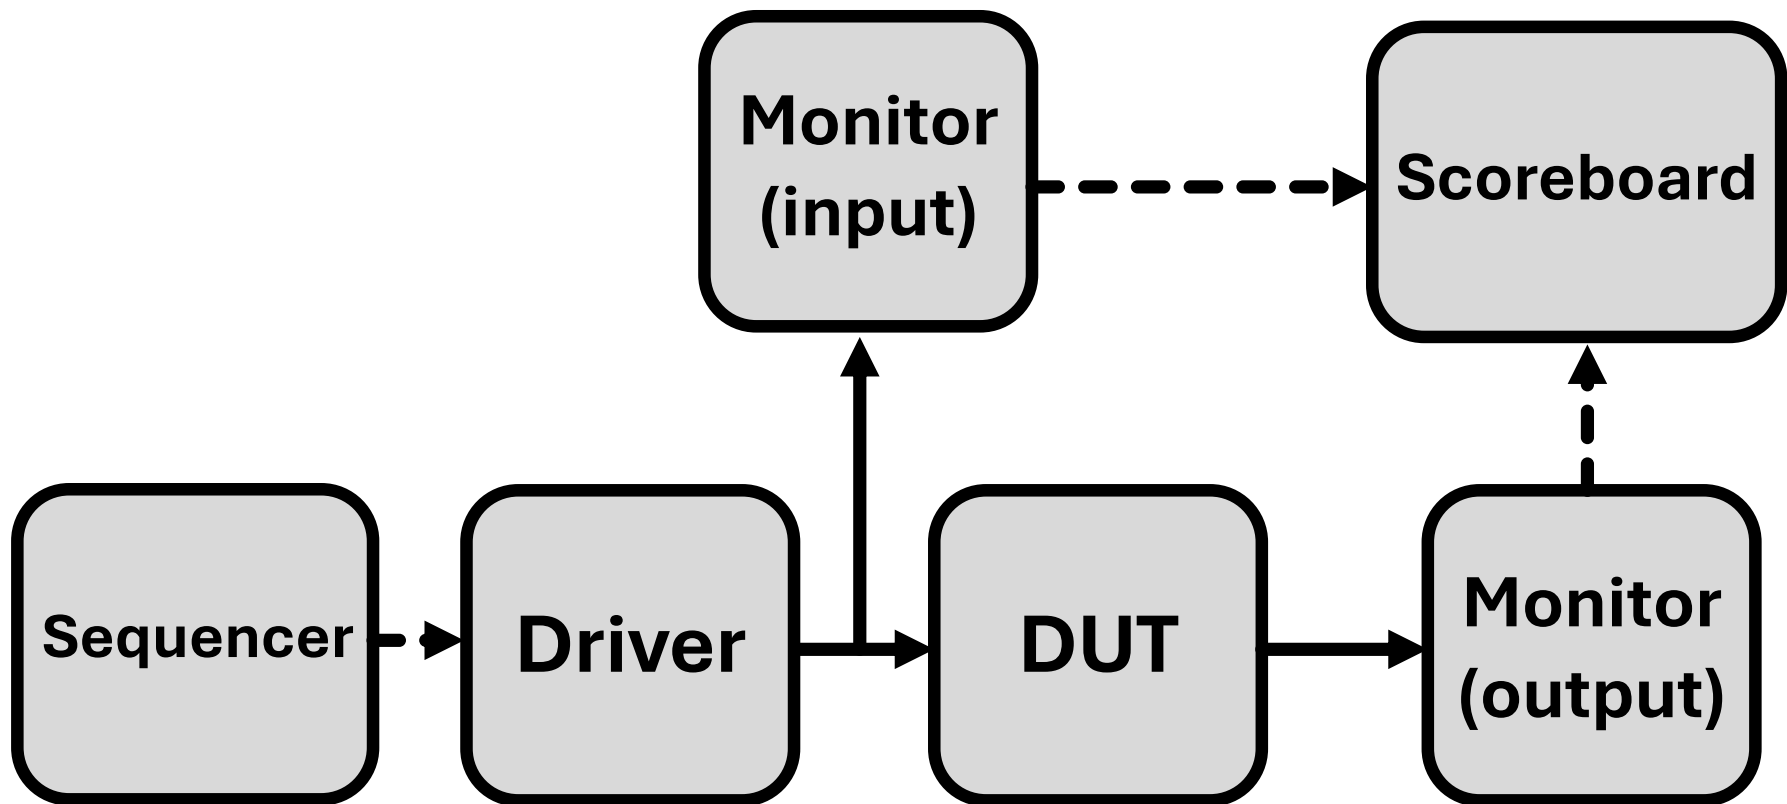 Monitor
(input)
Scoreboard
Sequencer
Driver
DUT
Monitor
(output)